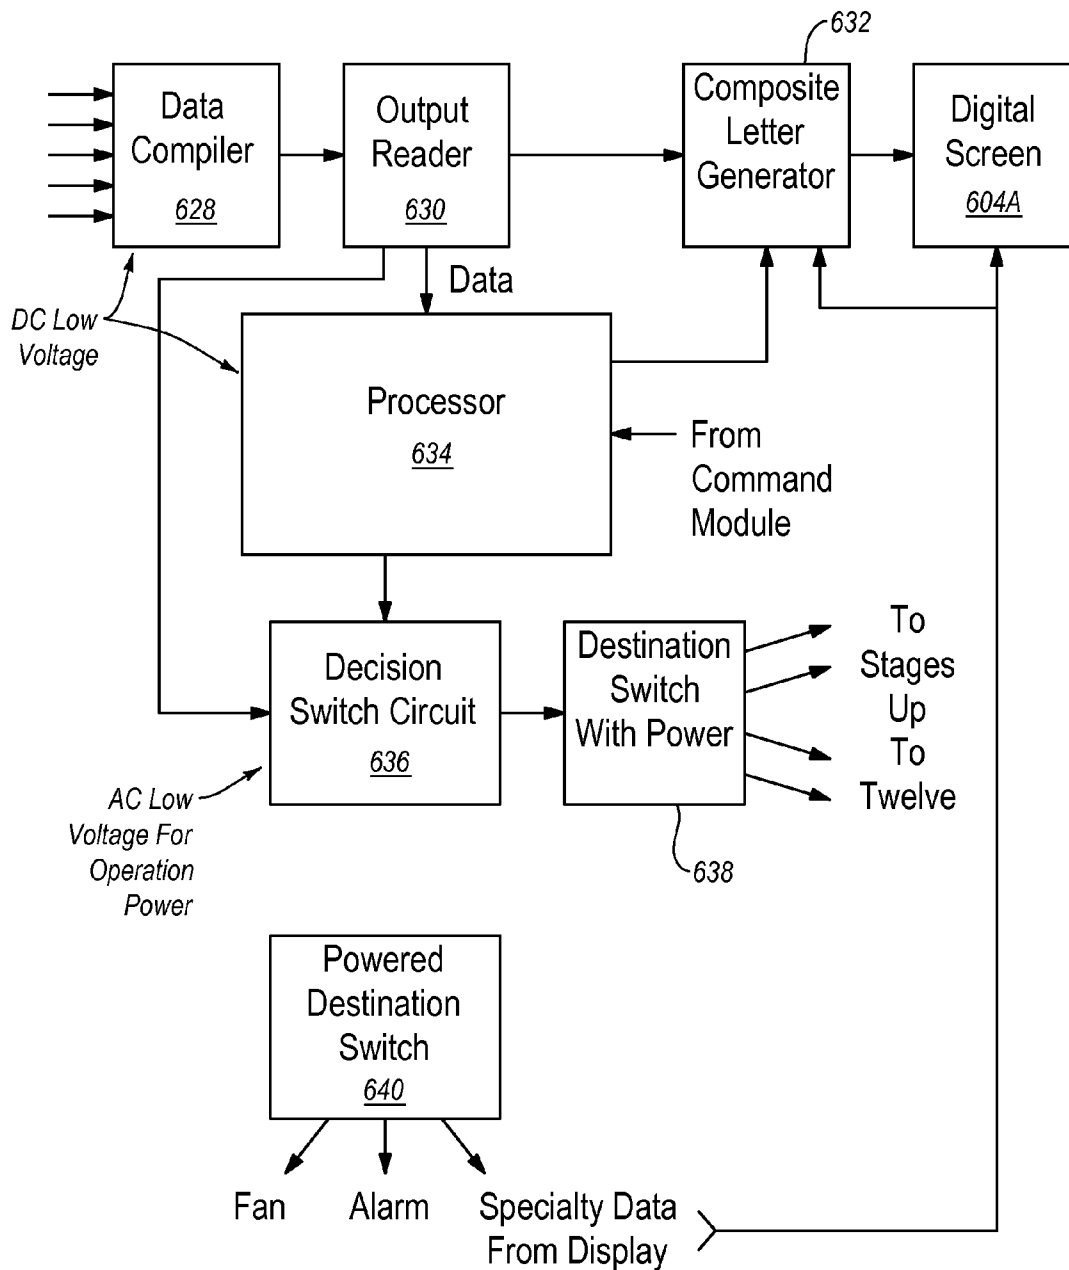 632
Data
Compiler
628
Output
Reader
630
Composite
Letter
Generator
Digital
Screen
604A
Data
DC Low
Voltage
Processor
634
From
Command
Module
Decision
Switch Circuit
636
Destination
Switch
With Power
To
Stages
Up
To
Twelve
AC Low
Voltage For
Operation
Power
638
Powered
Destination
Switch
640
Fan
Alarm
Specialty Data
From Display